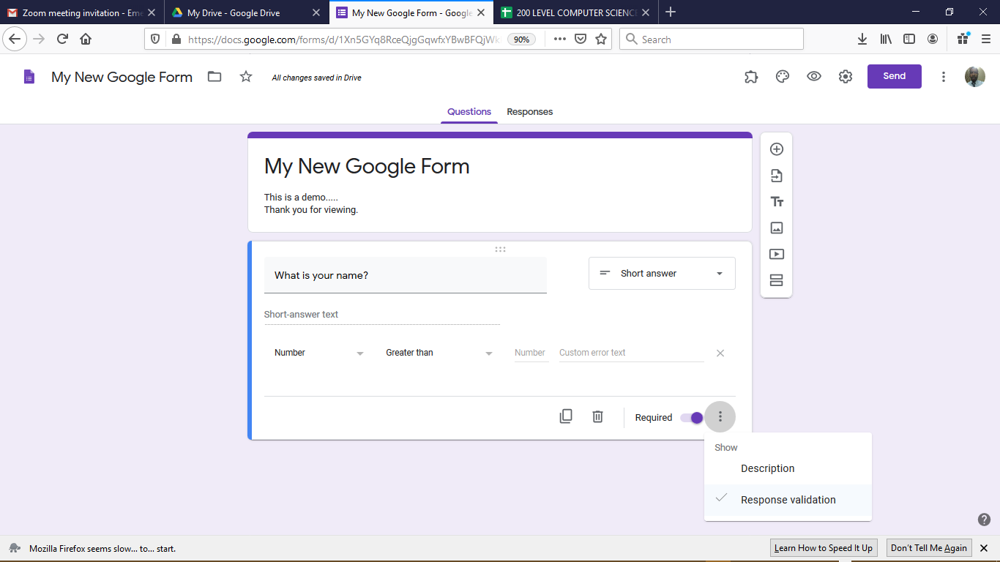 Zoom meeting invitation - Eme
My Drive - Google Drive
My New Google Form - Google
200 LEVEL COMPUTER SCIENC
https://docs.google.com/forms/d/1Xn5GYq8RceQjgGqwfxYBwBFQjWk
90%
Search
My New Google Form
All changes saved in Drive
Send
Questions
Responses
My New Google Form
This is a demo.....
Thank you for viewing.
What is your name?
Short answer
Short-answer text
Number
Greater than
Number
Custom error text
Required
Show
Description
Response validation
Mozilla Firefox seems slow... to... start.
Learn How to Speed It Up
Don't Tell Me Again